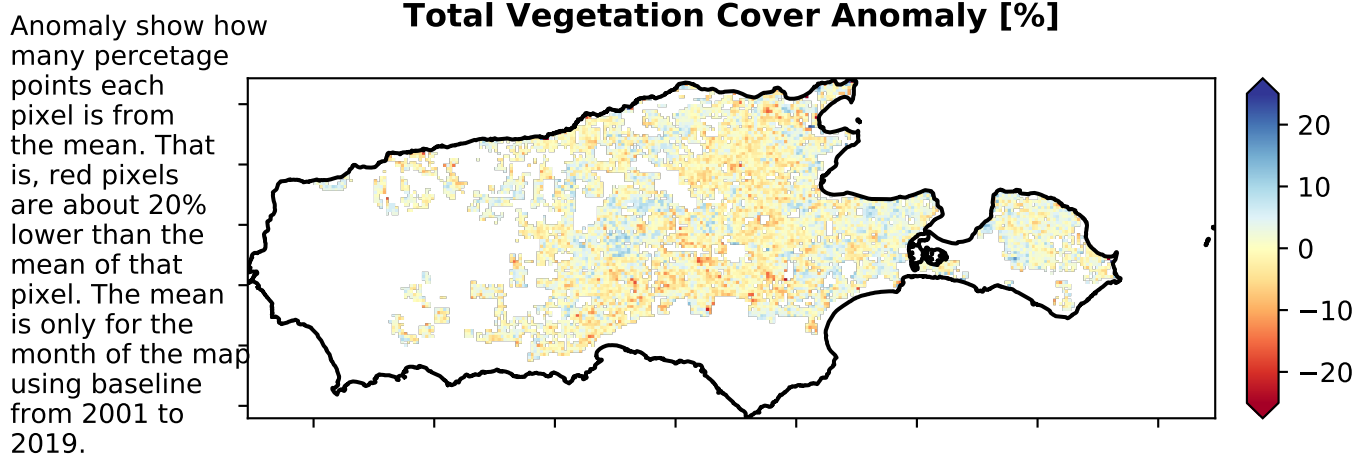 Total Vegetation Cover Anomaly [%]
Anomaly show how
many percetage
points each
pixel is from
the mean. That
is, red pixels
are about 20%
lower than the
mean of that
pixel. The mean
is only for the
month of the map
using baseline
from 2001 to
2019.
20
10
0
−10
−20